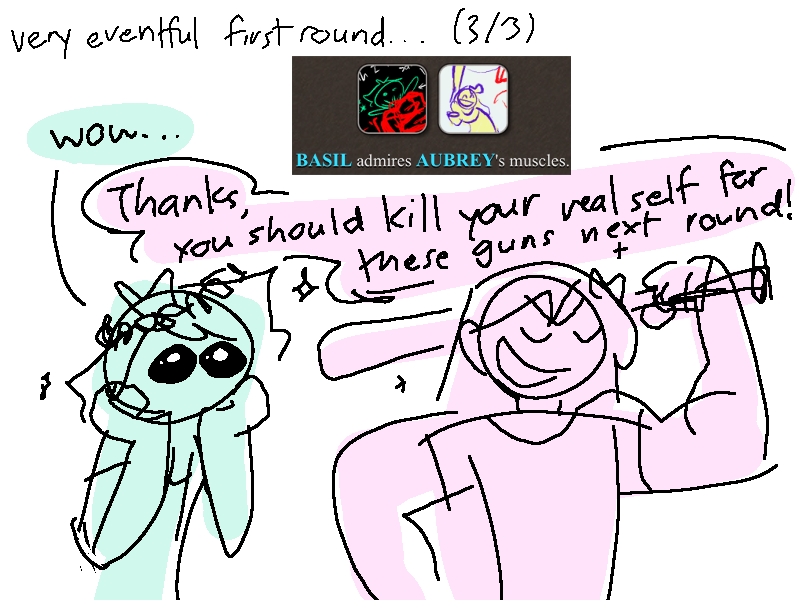 very eventful first round... (3/3)
BASIL admires AUBREY's muscles.
wow...
Thanks,
you should kill your real self for
these guns next round!